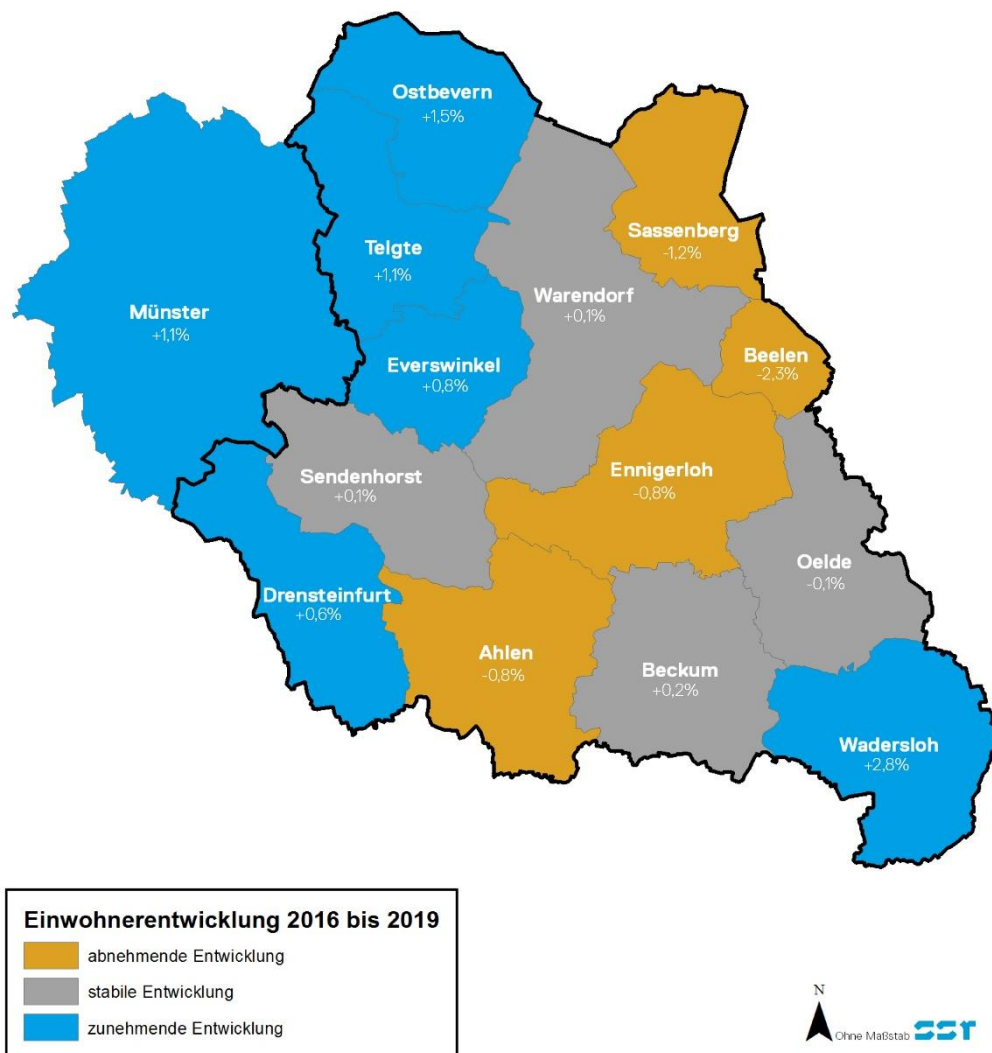 Ostbevern
+1,5%
Sassenberg
-1,2%
Telgte
+1,1%
Warendorf
+0,1%
Münster
+1,1%
Everswinkel
+0,8%
Beelen
-2,3%
Sendenhorst
+0,1%
Ennigerloh
-0,8%
Oelde
-0,1%
Drensteinfurt
+0,6%
Ahlen
-0,8%
Beckum
+0,2%
Wadersloh
+2,8%
Einwohnerentwicklung 2016 bis 2019
abnehmende Entwicklung
stabile Entwicklung
zunehmende Entwicklung
N
Ohne Maßstab ssr